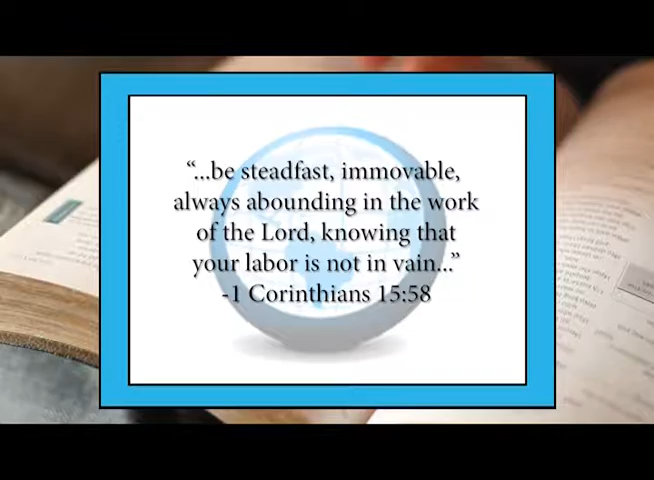 “...be steadfast, immovable,
always abounding in the work
of the Lord, knowing that
your labor is not in vain...”
-1 Corinthians 15:58